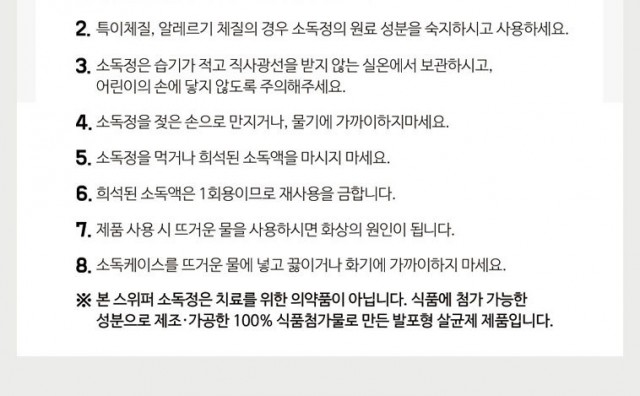 2. 특이체질, 알레르기 체질의 경우 소독정의 원료 성분을 숙지하시고 사용하세요.
3. 소독정은 습기가 적고 직사광선을 받지 않는 실온에서 보관하시고,
어린이의 손에 닿지 않도록 주의해주세요.
4. 소독정을 젖은 손으로 만지거나, 물기에 가까이하지마세요.
5. 소독정을 먹거나 희석된 소독액을 마시지 마세요.
6. 희석된 소독액은 1회용이므로 재사용을 금합니다.
7. 제품 사용 시 뜨거운 물을 사용하시면 화상의 원인이 됩니다.
8. 소독케이스를 뜨거운 물에 넣고 끓이거나 화기에 가까이하지 마세요.
※ 본 스위퍼 소독정은 치료를 위한 의약품이 아닙니다. 식품에 첨가 가능한
성분으로 제조·가공한 100% 식품첨가물로 만든 발포형 살균제 제품입니다.